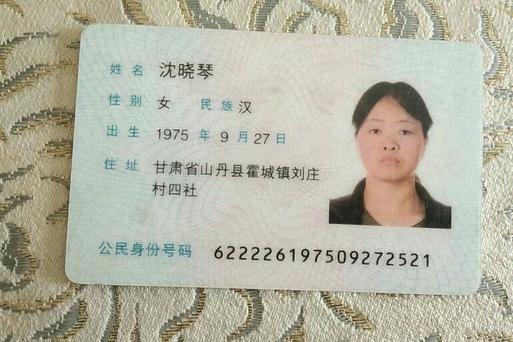 姓名 沈晓琴
性别 女 民族 汉
出生 1975 年 9 月 27 日
住址 甘肃省山丹县霍城镇刘庄
村四社
公民身份号码 622226197509272521